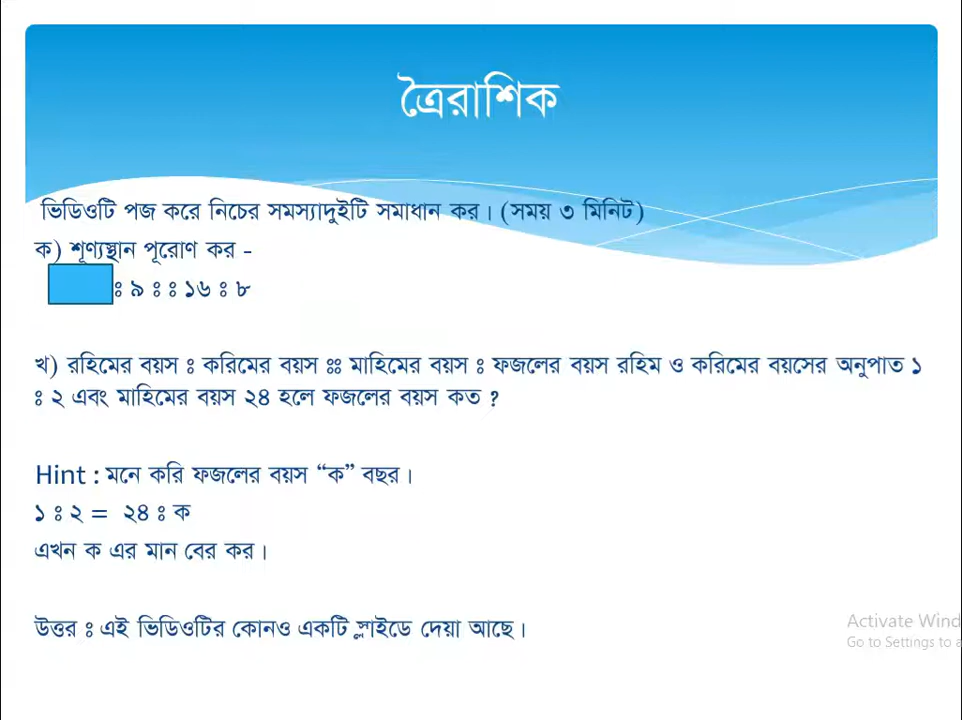 ত্রৈরাশিক
ভিডিওটি পজ করে নিচের সমস্যাদুইটি সমাধান কর। (সময় ৩ মিনিট)
ক) শূণ্যস্থান পূরোণ কর -
ঃ ৯ ঃ ঃ ১৬ ঃ ৮
খ) রহিমের বয়স ঃ করিমের বয়স ঃঃ মাহিমের বয়স ঃ ফজলের বয়স রহিম ও করিমের বয়সের অনুপাত ১
ঃ ২ এবং মাহিমের বয়স ২৪ হলে ফজলের বয়স কত ?
Hint : মনে করি ফজলের বয়স “ক” বছর।
১ ঃ ২ = ২৪ ঃ ক
এখন ক এর মান বের কর।
উত্তর ঃ এই ভিডিওটির কোনও একটি স্লাইডে দেয়া আছে।
Activate Wind
Go to Settings to a